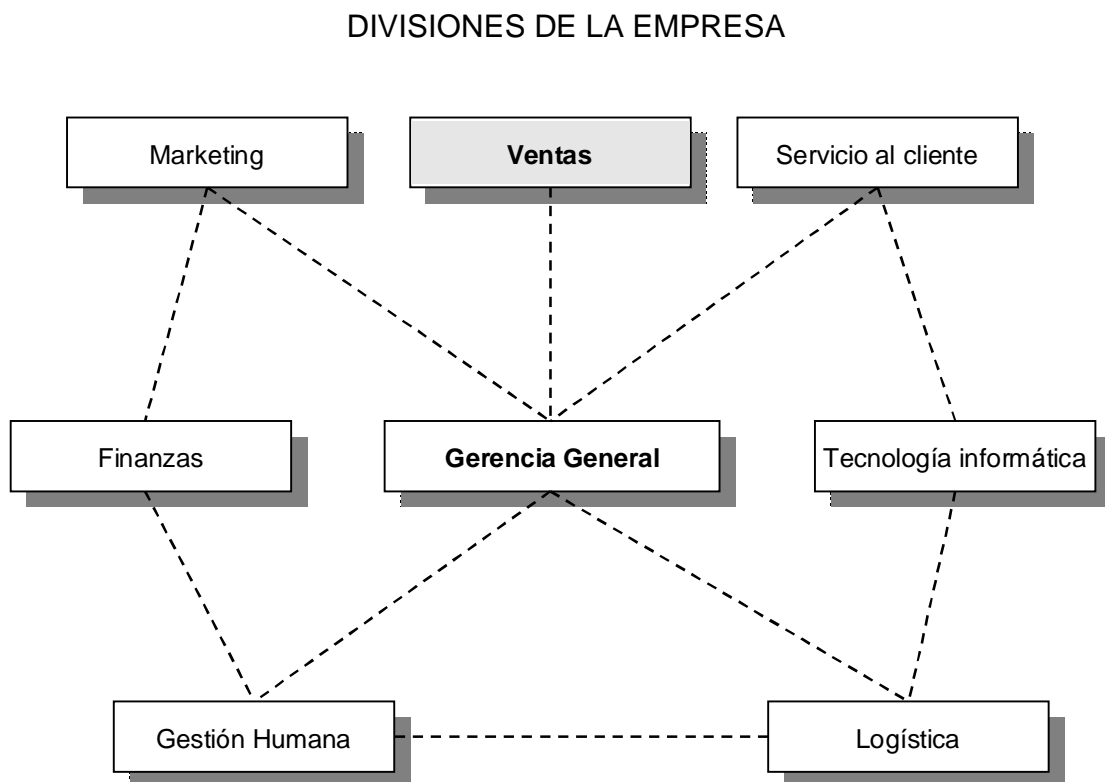 DIVISIONES DE LA EMPRESA
Marketing
Ventas
Servicio al cliente
Finanzas
Gerencia General
Tecnología informática
Gestión Humana
Logística